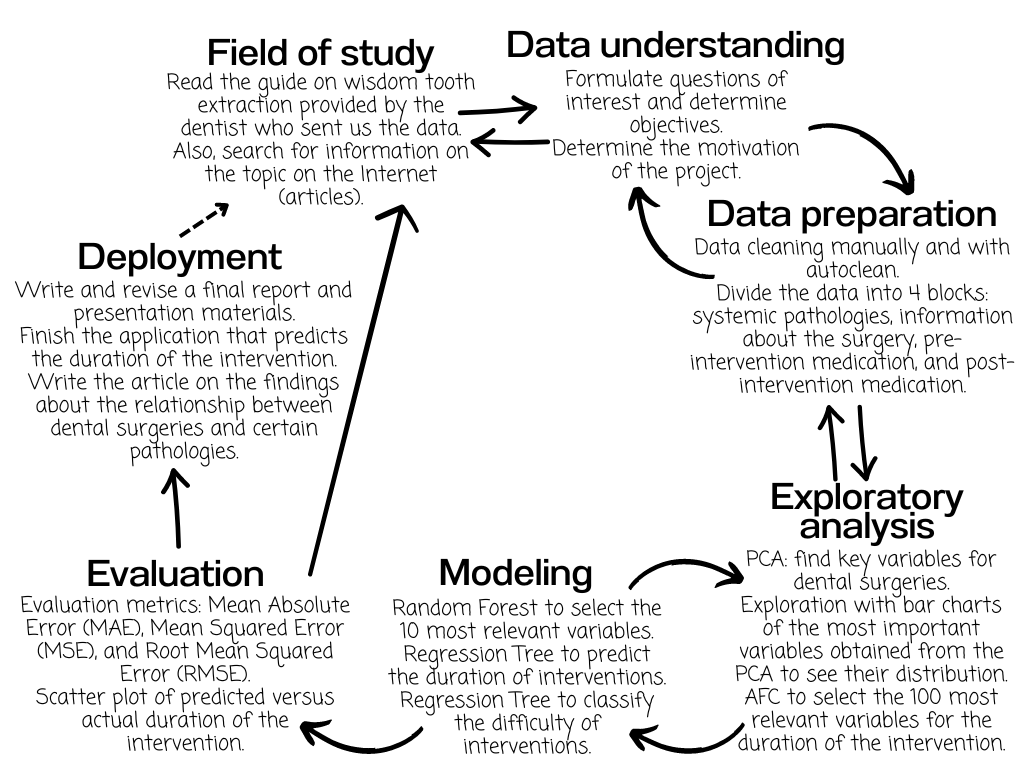 Field of study
Read the guide on wisdom tooth
extraction provided by the
dentist who sent us the data.
Also, search for information on
the topic on the Internet
(articles).
Data understanding
Formulate questions of
interest and determine
objectives.
Determine the motivation
of the project.
Data preparation
Data cleaning manually and with
autoclean.
Divide the data into 4 blocks:
systemic pathologies, information
about the surgery, pre-
intervention medication, and post-
intervention medication.
Exploratory
analysis
PCA: find key variables for
dental surgeries.
Exploration with bar charts
of the most important
variables obtained from the
PCA to see their distribution.
AFC to select the 100 most
relevant variables for the
duration of the intervention.
Modeling
Random Forest to select the
10 most relevant variables.
Regression Tree to predict
the duration of interventions.
Regression Tree to classify
the difficulty of
interventions.
Evaluation
Evaluation metrics: Mean Absolute
Error (MAE), Mean Squared Error
(MSE), and Root Mean Squared
Error (RMSE).
Scatter plot of predicted versus
actual duration of the
intervention.
Deployment
Write and revise a final report and
presentation materials.
Finish the application that predicts
the duration of the intervention.
Write the article on the findings
about the relationship between
dental surgeries and certain
pathologies.